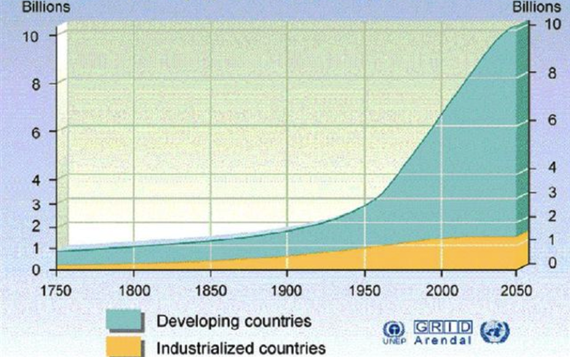 Billions Billions
10 10
8 8
6 6
4 4
3 3
2 2
1 1
0 0
1750 1800 1850 1900 1950 2000 2050
Developing countries
Industrialized countries
UNEP
GRID
Arendal